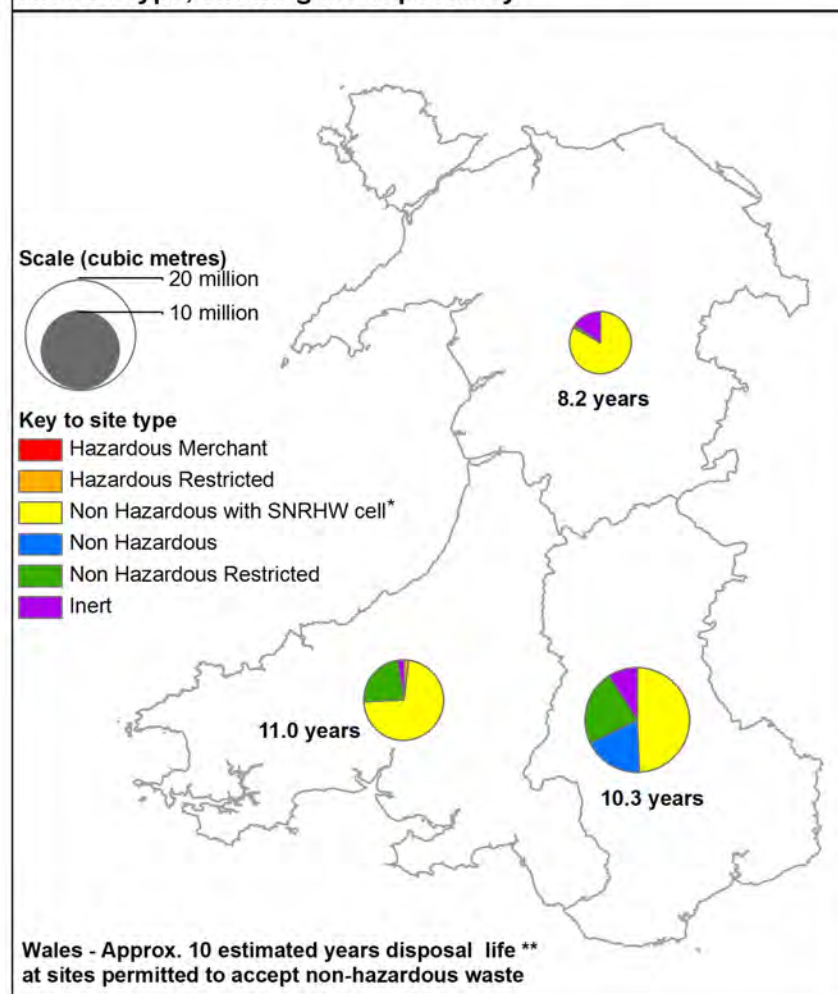 Scale (cubic metres)
20 million
10 million
8.2 years
Key to site type
Hazardous Merchant
Hazardous Restricted
Non Hazardous with SNRHW cell*
Non Hazardous
Non Hazardous Restricted
Inert
11.0 years
10.3 years
Wales - Approx. 10 estimated years disposal life **
at sites permitted to accept non-hazardous waste